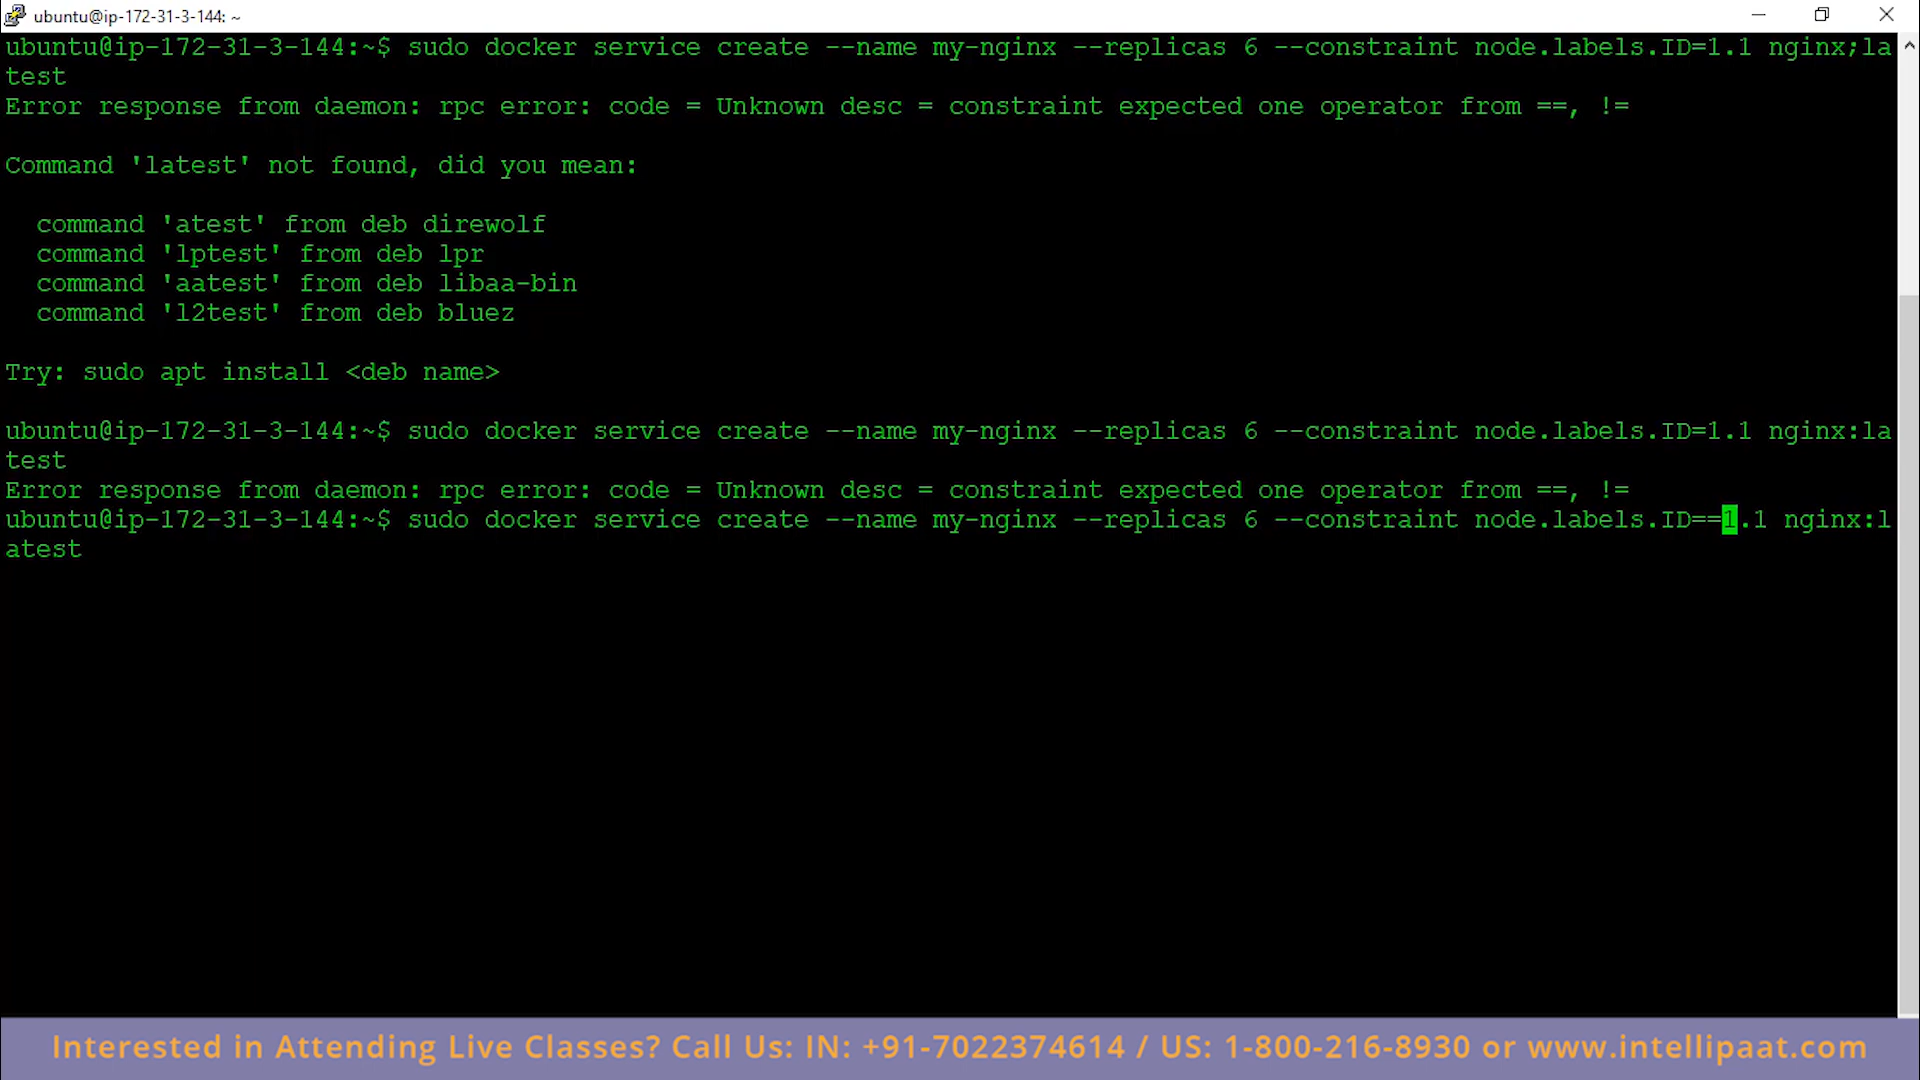 ubuntu@ip-172-31-3-144: ~
ubuntu@ip-172-31-3-144:~$ sudo docker service create --name my-nginx --replicas 6 --constraint node.labels.ID=1.1 nginx;la
test
Error response from daemon: rpc error: code = Unknown desc = constraint expected one operator from ==, !=
Command 'latest' not found, did you mean:
command 'atest' from deb direwolf
command 'lptest' from deb lpr
command 'aatest' from deb libaa-bin
command 'l2test' from deb bluez
Try: sudo apt install <deb name>
ubuntu@ip-172-31-3-144:~$ sudo docker service create --name my-nginx --replicas 6 --constraint node.labels.ID=1.1 nginx:la
test
Error response from daemon: rpc error: code = Unknown desc = constraint expected one operator from ==, !=
ubuntu@ip-172-31-3-144:~$ sudo docker service create --name my-nginx --replicas 6 --constraint node.labels.ID==1.1 nginx:l
atest
Interested in Attending Live Classes? Call Us: IN: +91-7022374614 / US: 1-800-216-8930 or www.intellipaat.com